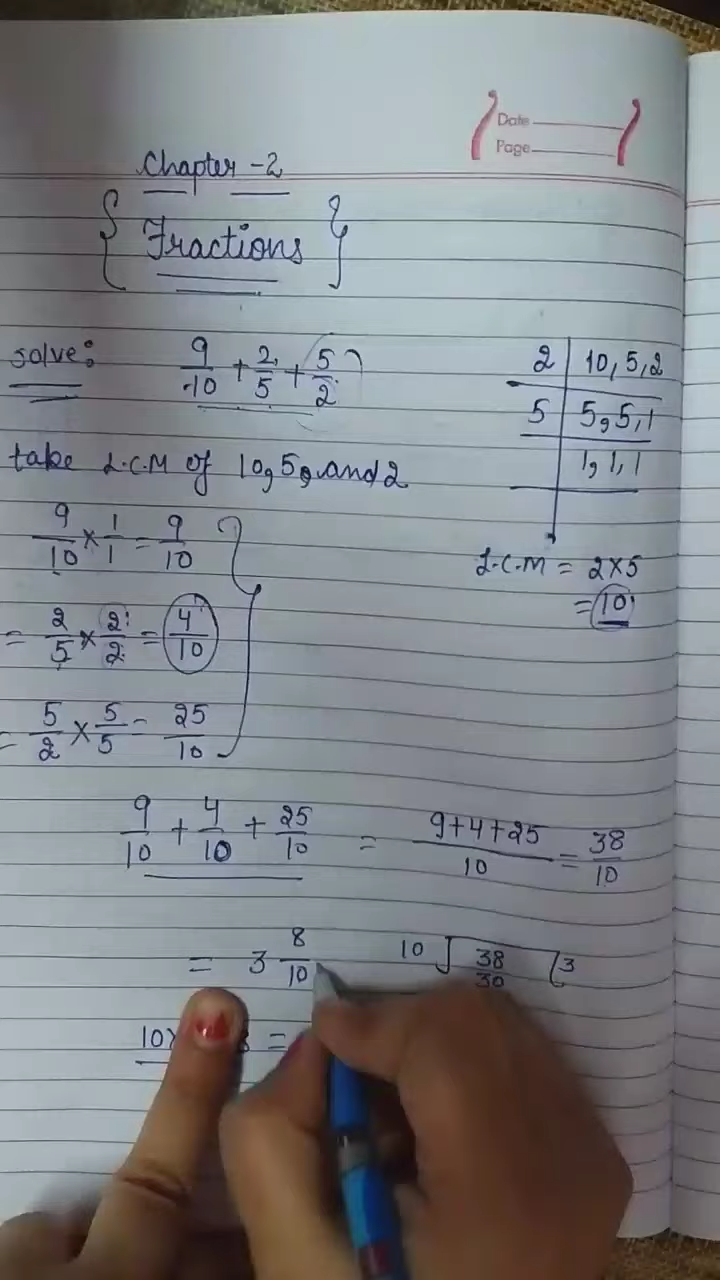 Date
Page
Chapter - 2
Fractions
solve: 9/10 + 2/5 + 5/2
2 | 10, 5, 2
5 | 5, 5, 1
1, 1, 1
take L.C.M of 10, 5, and 2
9/10 × 1/1 = 9/10
L.C.M = 2×5
= 10
= 2/5 × 2/2 = 4/10
= 5/2 × 5/5 = 25/10
9/10 + 4/10 + 25/10 = 9+4+25/10 = 38/10
= 3 8/10
10 38 3
30
10× =